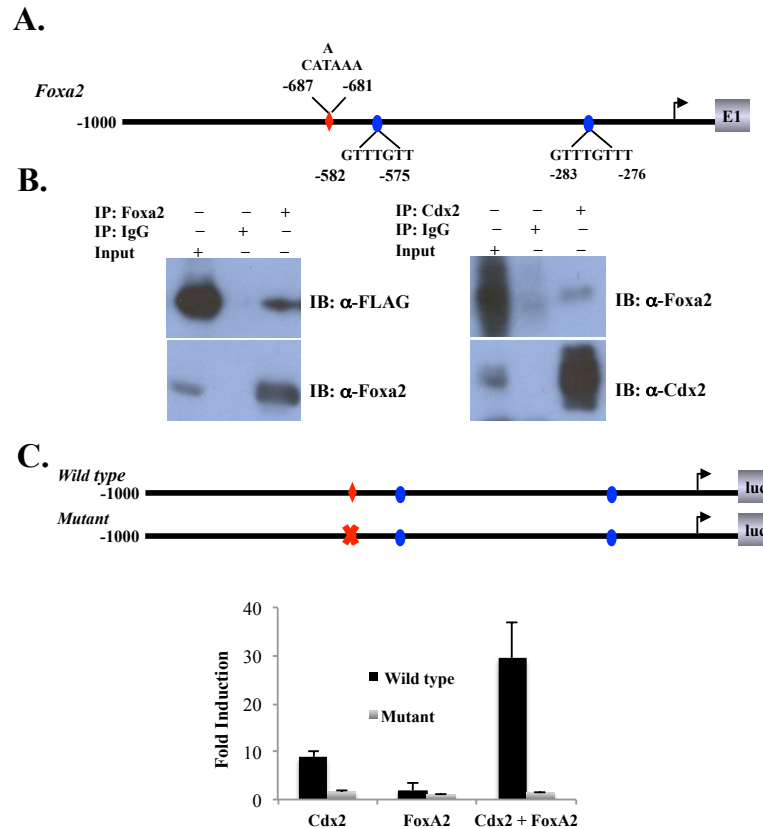 A.
A
CATAAA
-687 -681
Foxa2
-1000
E1
GTTTGTT GTTTGTTT
-582 -575 -283 -276
B.
IP: Foxa2 – – +
IP: IgG – + –
Input + – –
IB: α-FLAG
IB: α-Foxa2
IP: Cdx2 – – +
IP: IgG – + –
Input + – –
IB: α-Foxa2
IB: α-Cdx2
C.
Wild type
-1000
luc
Mutant
-1000
luc
Fold Induction
40
30
20
10
0
Wild type
Mutant
Cdx2 FoxA2 Cdx2 + FoxA2